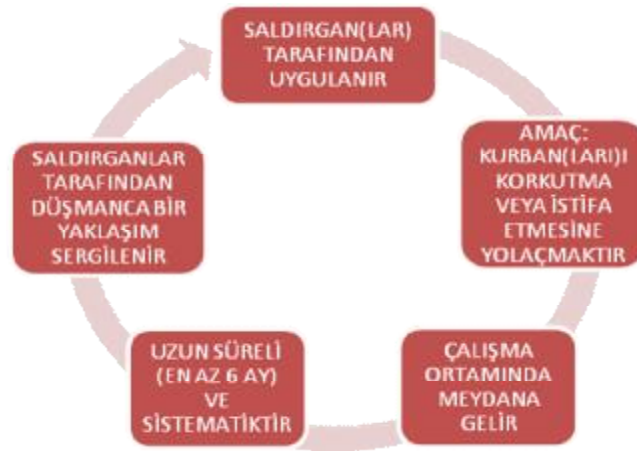 SALDIRGAN(LAR)
TARAFINDAN
UYGULANIR
AMAÇ:
KURBAN(LARI)I
KORKUTMA
VEYA İSTİFA
ETMESİNE
YOLAÇMAKTIR
ÇALIŞMA
ORTAMINDA
MEYDANA
GELİR
UZUN SÜRELİ
(EN AZ 6 AY)
VE
SİSTEMATİKTİR
SALDIRGANLAR
TARAFINDAN
DÜŞMANCA BİR
YAKLAŞIM
SERGİLENİR